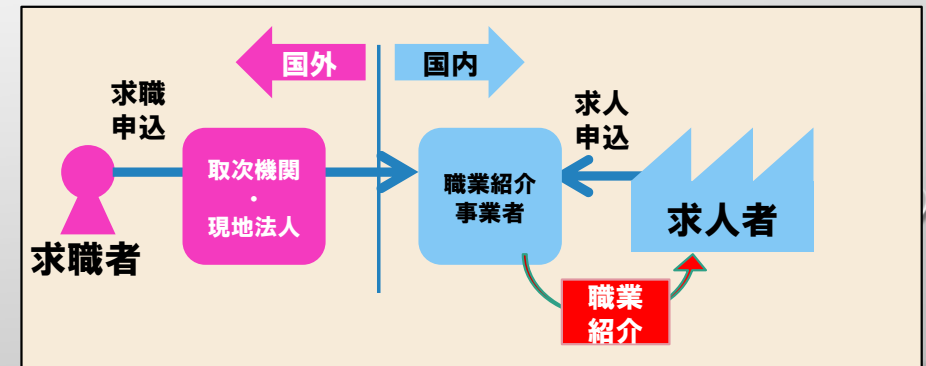 国外
国内
求職
申込
求人
申込
取次機関
・
現地法人
職業紹介
事業者
求人者
求職者
職業
紹介